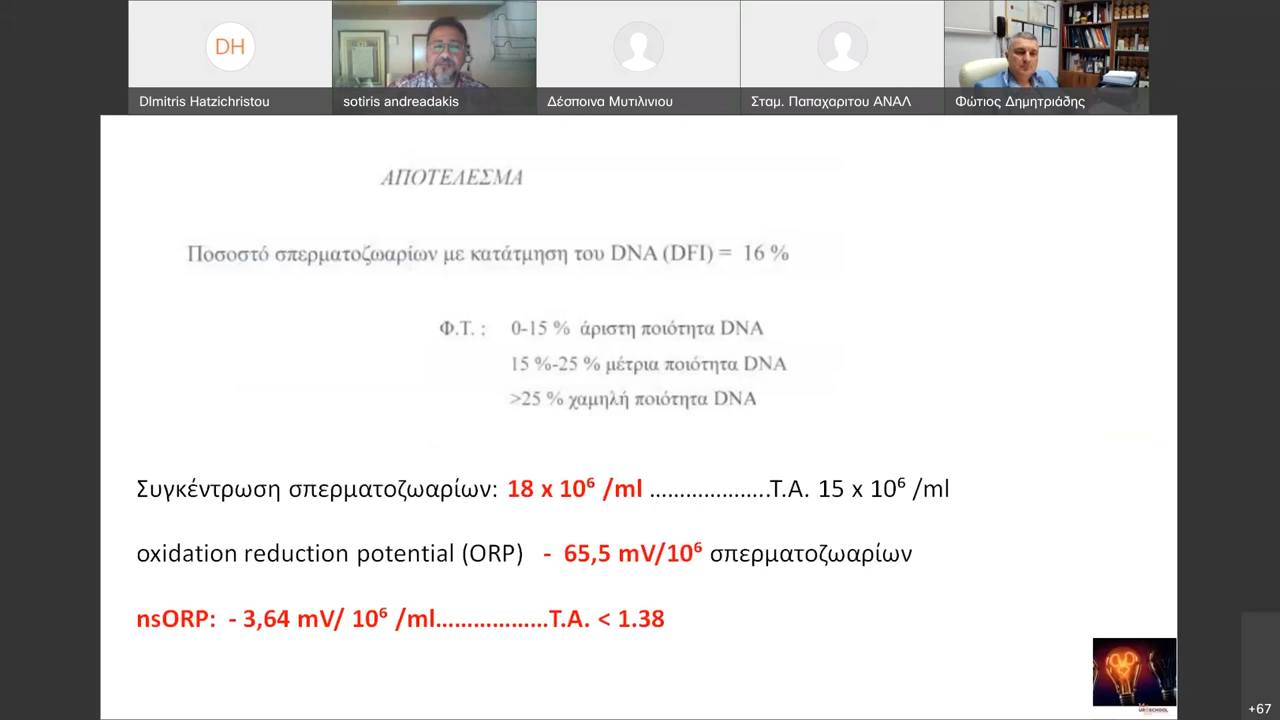 DH
DImitris Hatzichristou
sotiris andreadakis
Δέσποινα Μυτιλινιου
Σταμ. Παπαχαριτου ΑΝΑΛ
Φώτιος Δημητριάδης
ΑΠΟΤΕΛΕΣΜΑ
Ποσοστό σπερματοζωαρίων με κατάτμηση του DNA (DFI) = 16 %
Φ.Τ. : 0-15 % άριστη ποιότητα DNA
15 %-25 % μέτρια ποιότητα DNA
>25 % χαμηλή ποιότητα DNA
Συγκέντρωση σπερματοζωαρίων: 18 x 10⁶ /ml ………………..Τ.Α. 15 x 10⁶ /ml
oxidation reduction potential (ORP) - 65,5 mV/10⁶ σπερματοζωαρίων
nsORP: - 3,64 mV/ 10⁶ /ml………………Τ.Α. < 1.38
+67